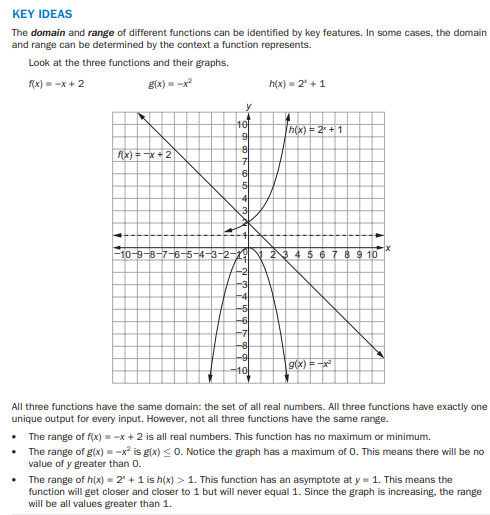 KEY IDEAS
The domain and range of different functions can be identified by key features. In some cases, the domain
and range can be determined by the context a function represents.
Look at the three functions and their graphs.
f(x) = −x + 2 g(x) = −x² h(x) = 2ˣ + 1
y
10
h(x) = 2ˣ + 1
9
8
f(x) = −x + 2
7
6
5
4
3
2
1
x
−10 −9 −8 −7 −6 −5 −4 −3 −2 −1 0 1 2 3 4 5 6 7 8 9 10
−1
−2
−3
−4
−5
−6
−7
−8
−9
g(x) = −x²
−10
All three functions have the same domain: the set of all real numbers. All three functions have exactly one
unique output for every input. However, not all three functions have the same range.
• The range of f(x) = −x + 2 is all real numbers. This function has no maximum or minimum.
• The range of g(x) = −x² is g(x) ≤ 0. Notice the graph has a maximum of 0. This means there will be no
value of y greater than 0.
• The range of h(x) = 2ˣ + 1 is h(x) > 1. This function has an asymptote at y = 1. This means the
function will get closer and closer to 1 but will never equal 1. Since the graph is increasing, the range
will be all values greater than 1.